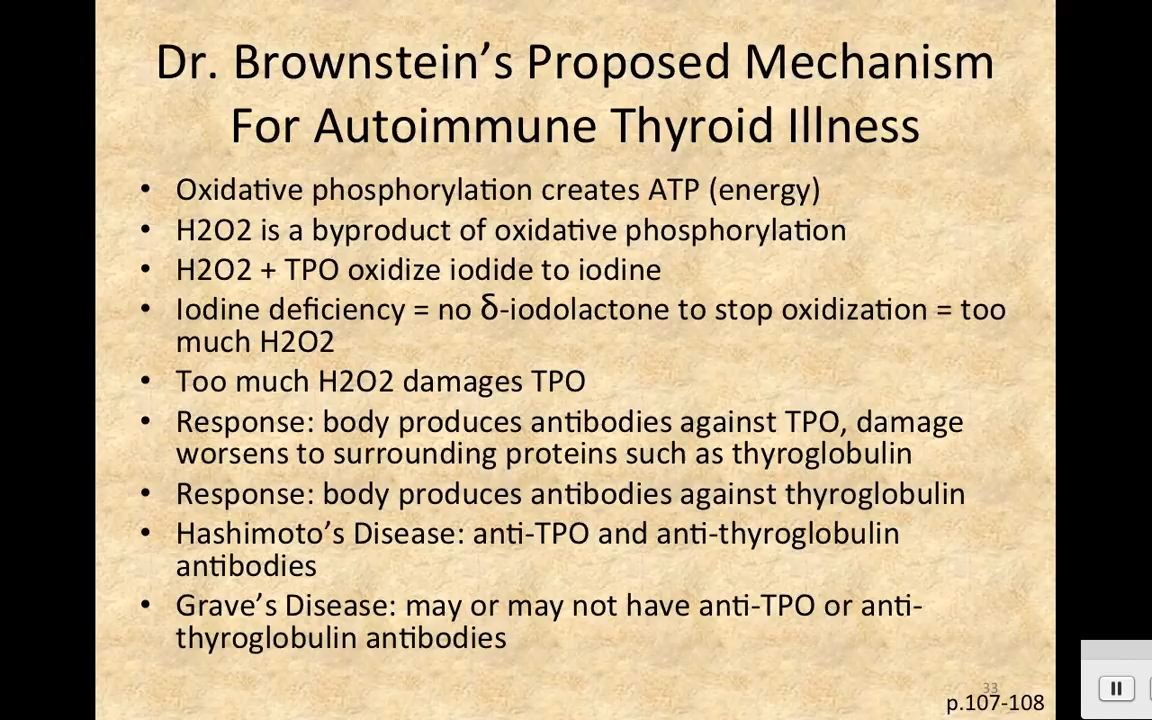 Dr. Brownstein’s Proposed Mechanism
For Autoimmune Thyroid Illness
• Oxidative phosphorylation creates ATP (energy)
• H2O2 is a byproduct of oxidative phosphorylation
• H2O2 + TPO oxidize iodide to iodine
• Iodine deficiency = no δ-iodolactone to stop oxidization = too
much H2O2
• Too much H2O2 damages TPO
• Response: body produces antibodies against TPO, damage
worsens to surrounding proteins such as thyroglobulin
• Response: body produces antibodies against thyroglobulin
• Hashimoto’s Disease: anti-TPO and anti-thyroglobulin
antibodies
• Grave’s Disease: may or may not have anti-TPO or anti-
thyroglobulin antibodies
33
p.107-108